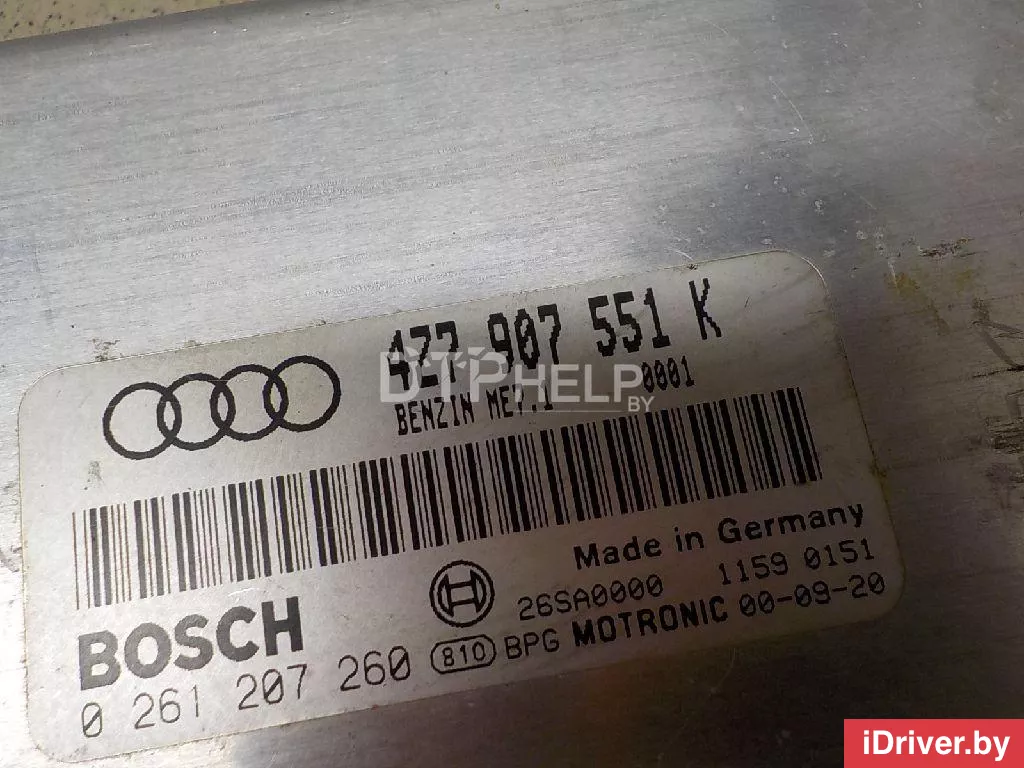 4Z7 907 551 K
BENZIN ME7.1 0001
DTPHELP
BY
Made in Germany
26SA0000 1159 0151
BOSCH
810 BPG MOTRONIC 00-09-20
0 261 207 260
iDriver.by